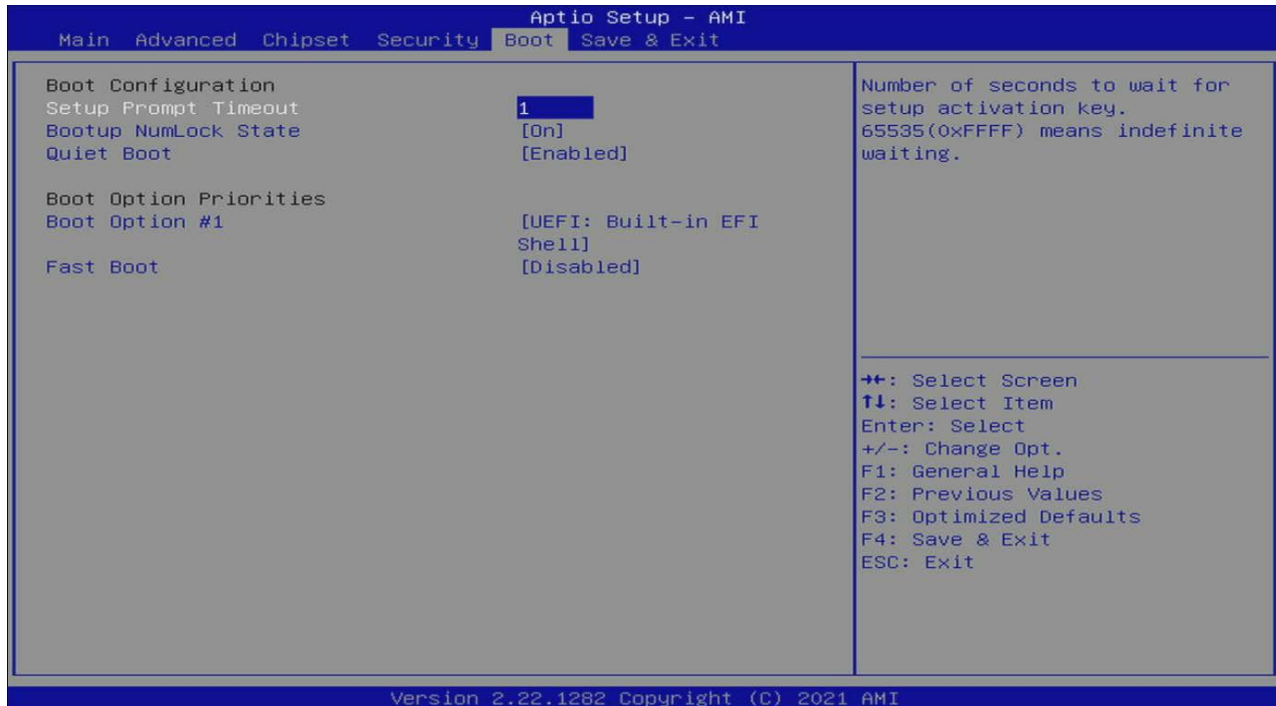 Aptio Setup – AMI
Main Advanced Chipset Security Boot Save & Exit
Boot Configuration
Setup Prompt Timeout 1
Bootup NumLock State [On]
Quiet Boot [Enabled]
Boot Option Priorities
Boot Option #1 [UEFI: Built-in EFI
Shell]
Fast Boot [Disabled]
Number of seconds to wait for
setup activation key.
65535(0xFFFF) means indefinite
waiting.
→←: Select Screen
↑↓: Select Item
Enter: Select
+/-: Change Opt.
F1: General Help
F2: Previous Values
F3: Optimized Defaults
F4: Save & Exit
ESC: Exit
Version 2.22.1282 Copyright (C) 2021 AMI